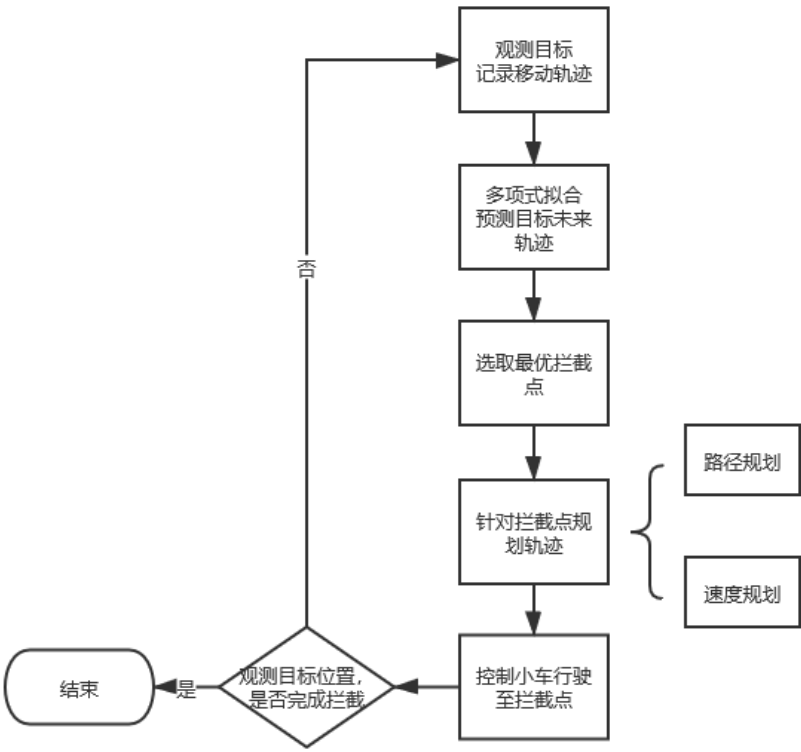 观测目标
记录移动轨迹
多项式拟合
预测目标未来
轨迹
否
选取最优拦截
点
针对拦截点规
划轨迹
路径规划
速度规划
控制小车行驶
至拦截点
观测目标位置，
是否完成拦截
是
结束